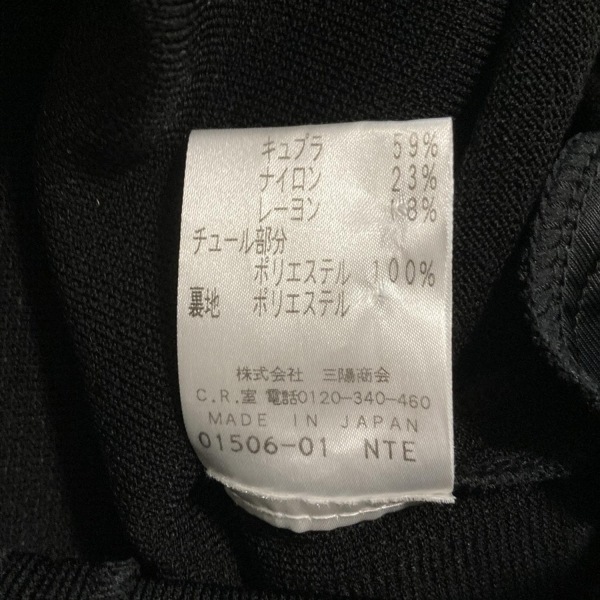 キュプラ 59%
ナイロン 23%
レーヨン 18%
チュール部分
ポリエステル 100%
裏地 ポリエステル
株式会社 三陽商会
C.R.室 電話0120-340-460
MADE IN JAPAN
01506-01 NTE